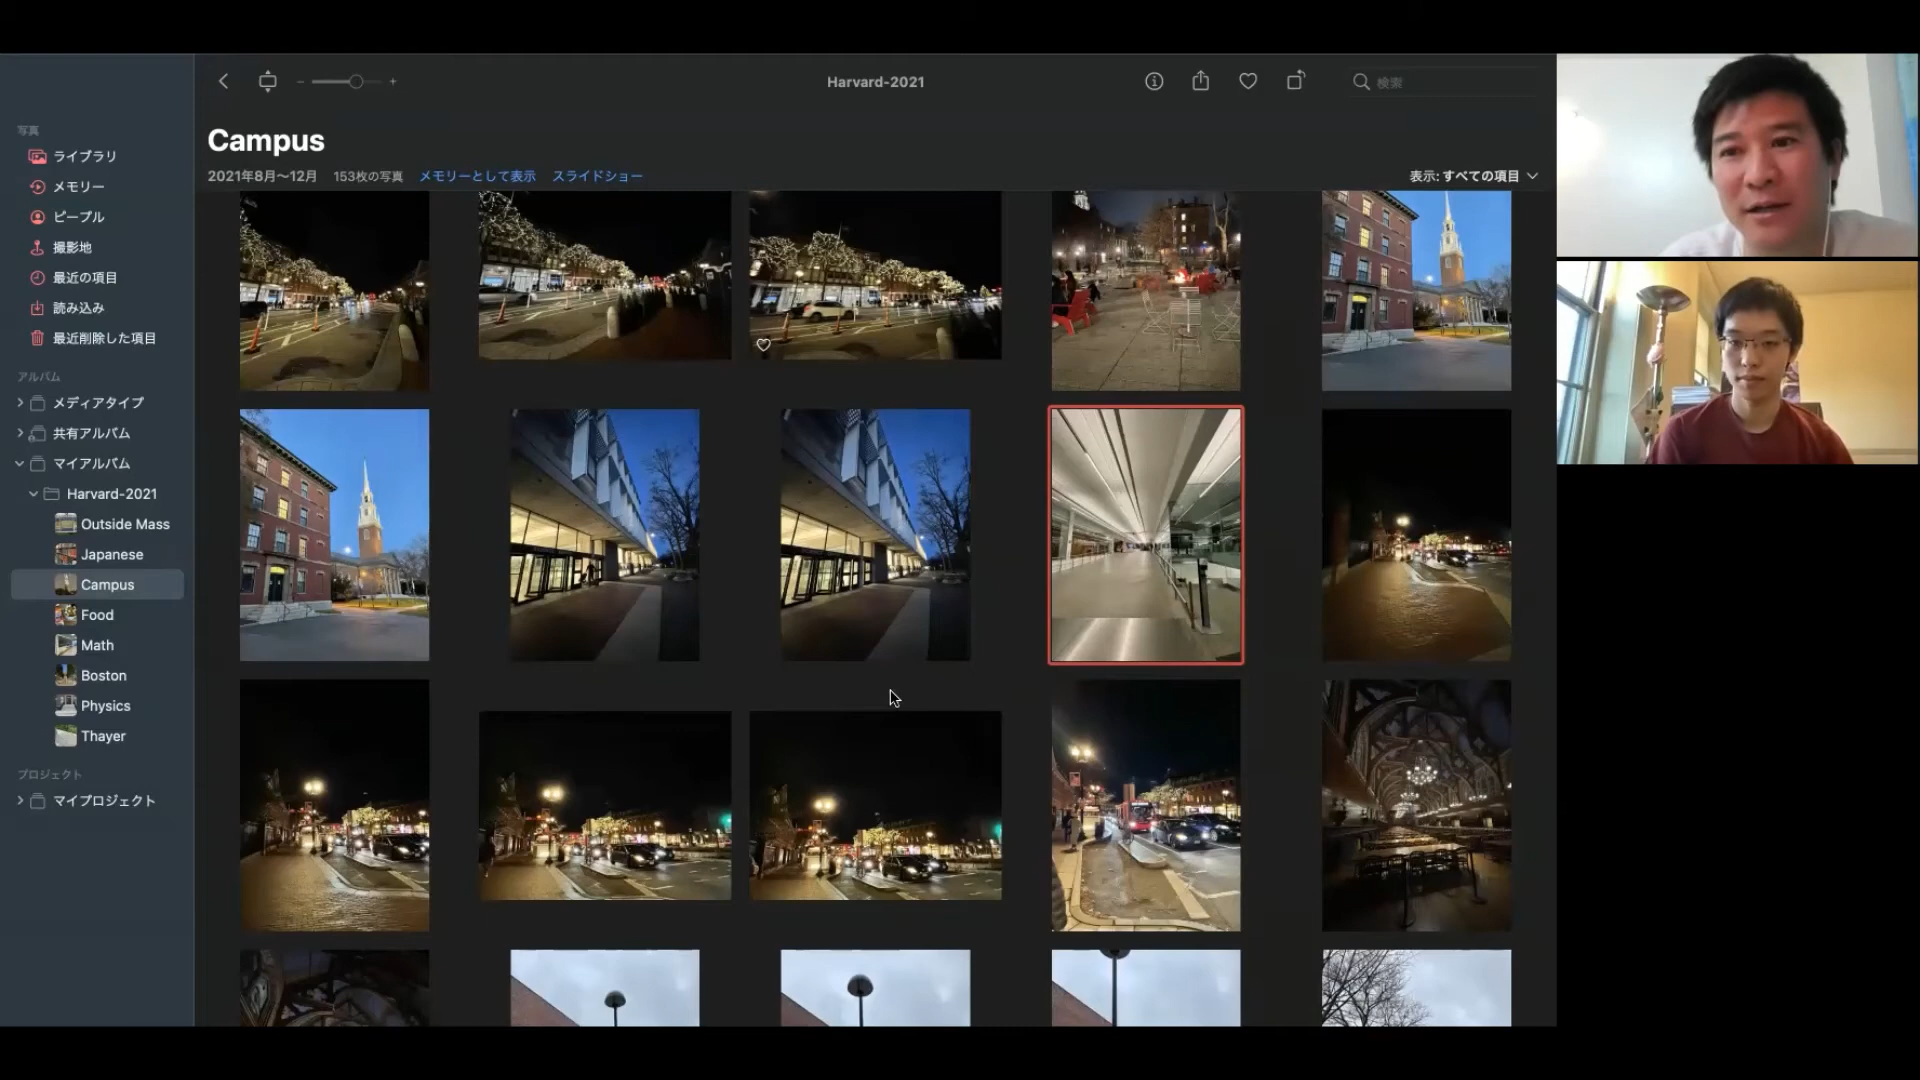 Harvard-2021
検索
Campus
2021年8月〜12月 153枚の写真 メモリーとして表示 スライドショー
表示: すべての項目
写真
ライブラリ
メモリー
ピープル
撮影地
最近の項目
読み込み
最近削除した項目
アルバム
メディアタイプ
共有アルバム
マイアルバム
Harvard-2021
Outside Mass
Japanese
Campus
Food
Math
Boston
Physics
Thayer
プロジェクト
マイプロジェクト